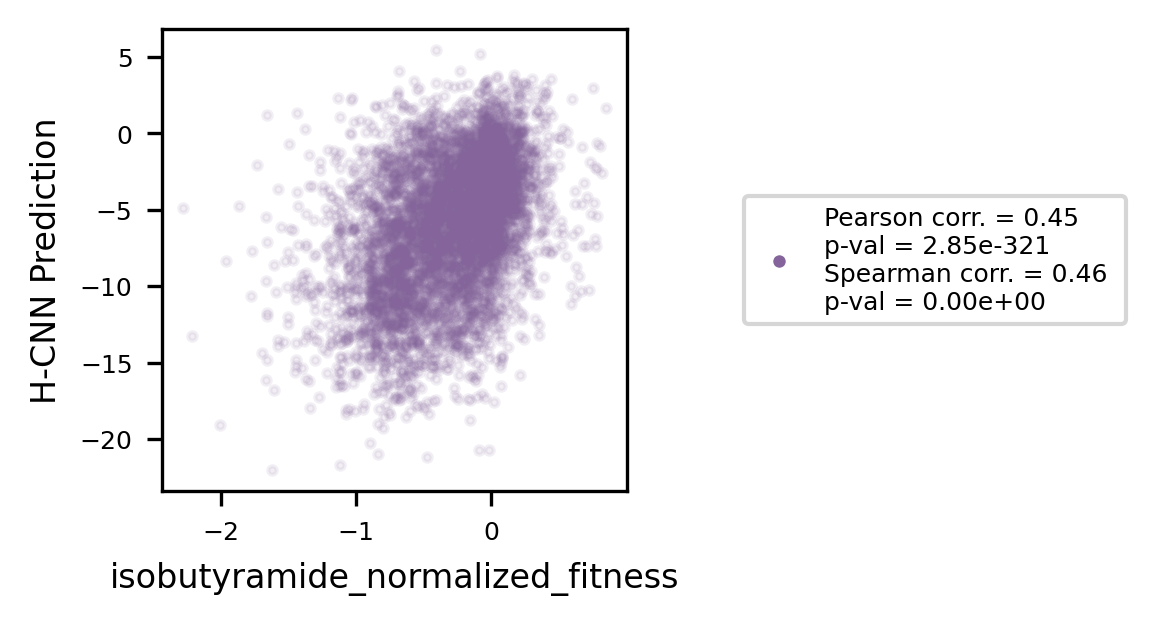 5
0
−5
−10
−15
−20
H-CNN Prediction
−2
−1
0
isobutyramide_normalized_fitness
Pearson corr. = 0.45
p-val = 2.85e-321
Spearman corr. = 0.46
p-val = 0.00e+00